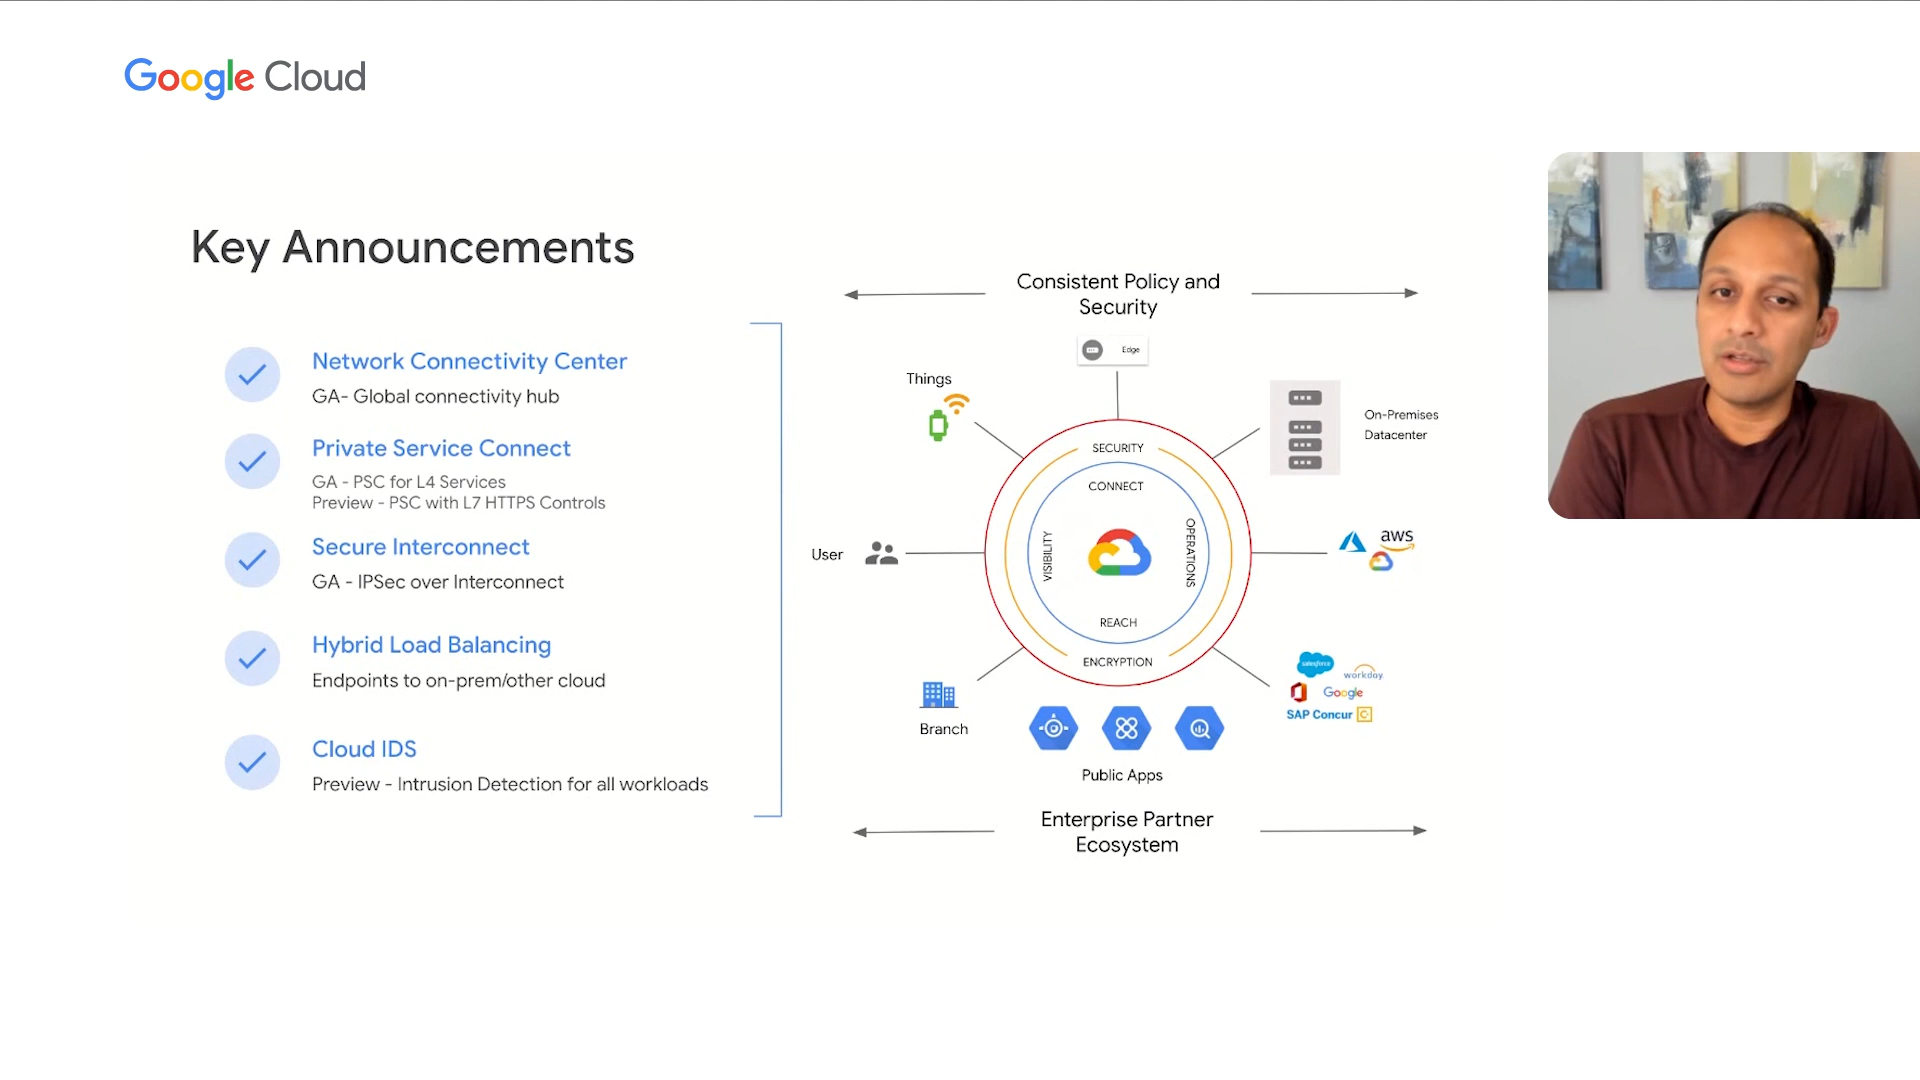 Google Cloud
Key Announcements
Network Connectivity Center
GA- Global connectivity hub
Private Service Connect
GA - PSC for L4 Services
Preview - PSC with L7 HTTPS Controls
Secure Interconnect
GA - IPSec over Interconnect
Hybrid Load Balancing
Endpoints to on-prem/other cloud
Cloud IDS
Preview - Intrusion Detection for all workloads
Consistent Policy and
Security
Edge
Things
On-Premises
Datacenter
SECURITY
CONNECT
VISIBILITY
OPERATIONS
REACH
ENCRYPTION
User
aws
Branch
salesforce
workday
Google
SAP Concur C
Public Apps
Enterprise Partner
Ecosystem